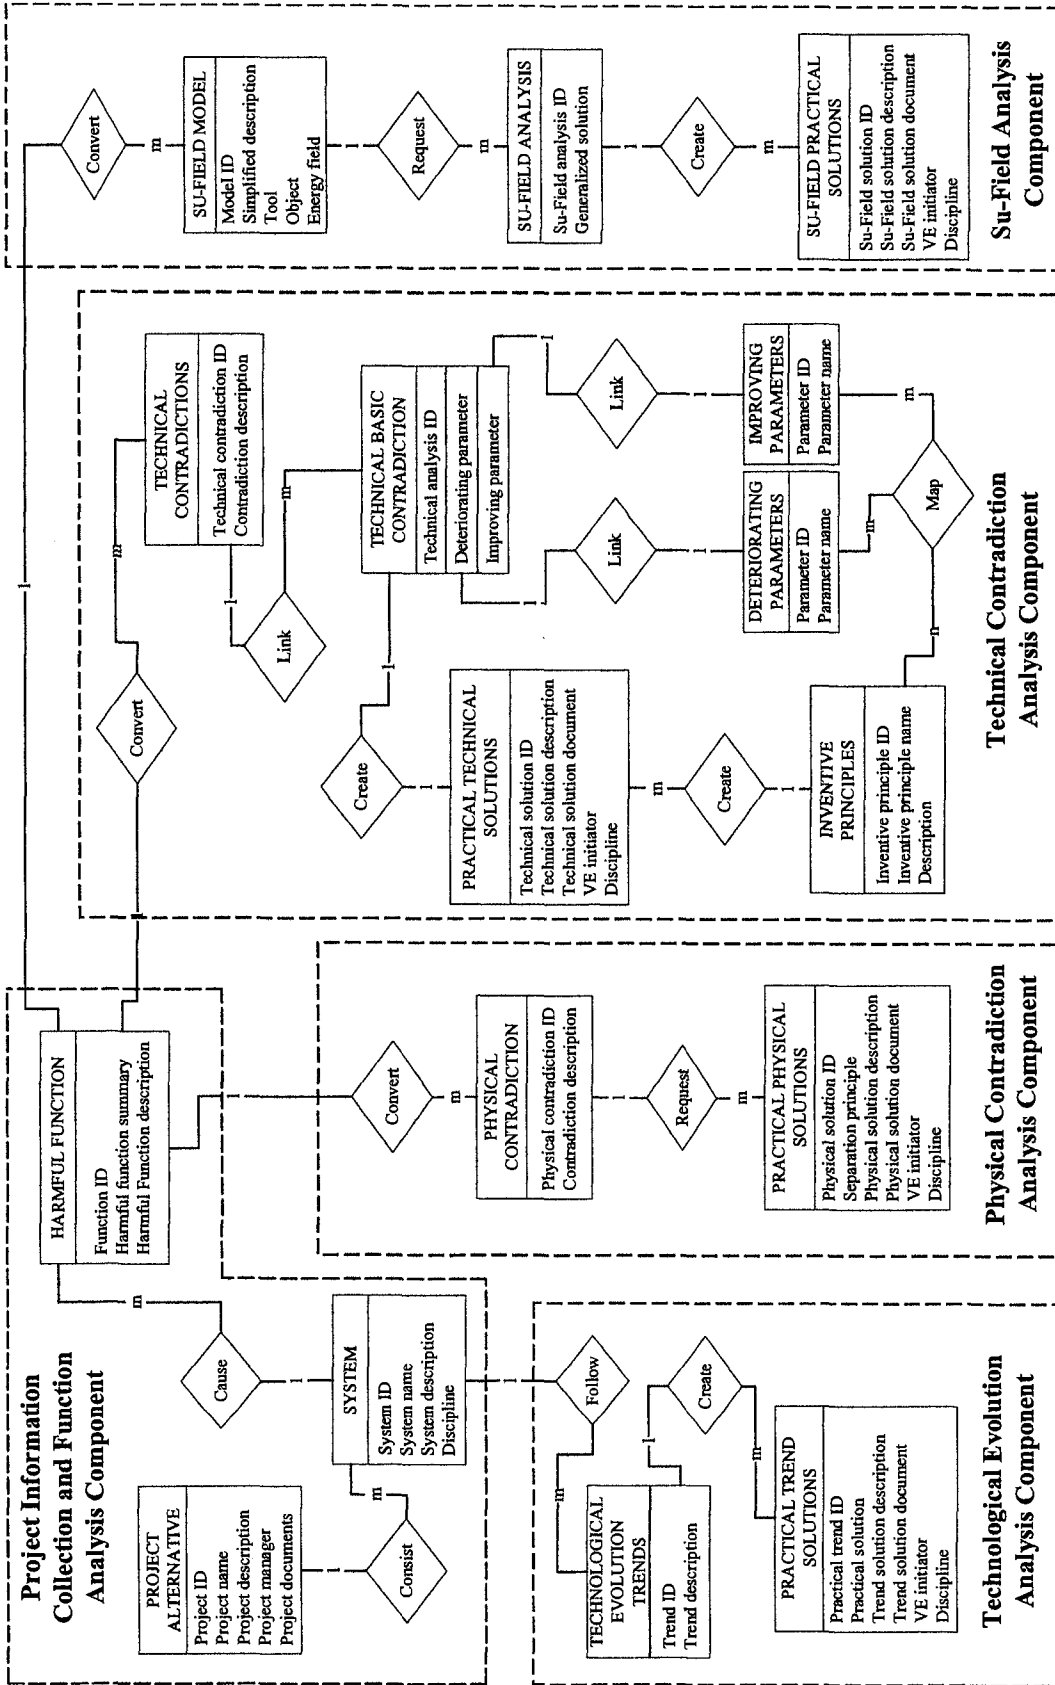 Project Information
Collection and Function
Analysis Component
PROJECT
ALTERNATIVE
Project ID
Project name
Project description
Project manager
Project documents
1
Consist
m
SYSTEM
System ID
System name
System description
Discipline
1
Cause
m
HARMFUL FUNCTION
Function ID
Harmful function summary
Harmful Function description
1
Follow
m
TECHNOLOGICAL
EVOLUTION
TRENDS
Trend ID
Trend description
1
Create
m
PRACTICAL TREND
SOLUTIONS
Practical trend ID
Practical solution
Trend solution description
Trend solution document
VE initiator
Discipline
Technological Evolution
Analysis Component
1
Convert
m
PHYSICAL
CONTRADICTION
Physical contradiction ID
Contradiction description
1
Request
m
PRACTICAL PHYSICAL
SOLUTIONS
Physical solution ID
Separation principle
Physical solution description
Physical solution document
VE initiator
Discipline
Physical Contradiction
Analysis Component
1
Convert
m
TECHNICAL
CONTRADICTIONS
Technical contradiction ID
Contradiction description
1
Link
m
TECHNICAL BASIC
CONTRADICTION
Technical analysis ID
Deteriorating parameter
Improving parameter
1
Create
1
PRACTICAL TECHNICAL
SOLUTIONS
Technical solution ID
Technical solution description
Technical solution document
VE initiator
Discipline
m
Create
1
INVENTIVE
PRINCIPLES
Inventive principle ID
Inventive principle name
Description
1
Link
1
DETERIORATING
PARAMETERS
Parameter ID
Parameter name
1
Link
1
IMPROVING
PARAMETERS
Parameter ID
Parameter name
m
m
n
Map
Technical Contradiction
Analysis Component
1
Convert
m
SU-FIELD MODEL
Model ID
Simplified description
Tool
Object
Energy field
1
Request
m
SU-FIELD ANALYSIS
Su-Field analysis ID
Generalized solution
1
Create
m
SU-FIELD PRACTICAL
SOLUTIONS
Su-Field solution ID
Su-Field solution description
Su-Field solution document
VE initiator
Discipline
Su-Field Analysis
Component